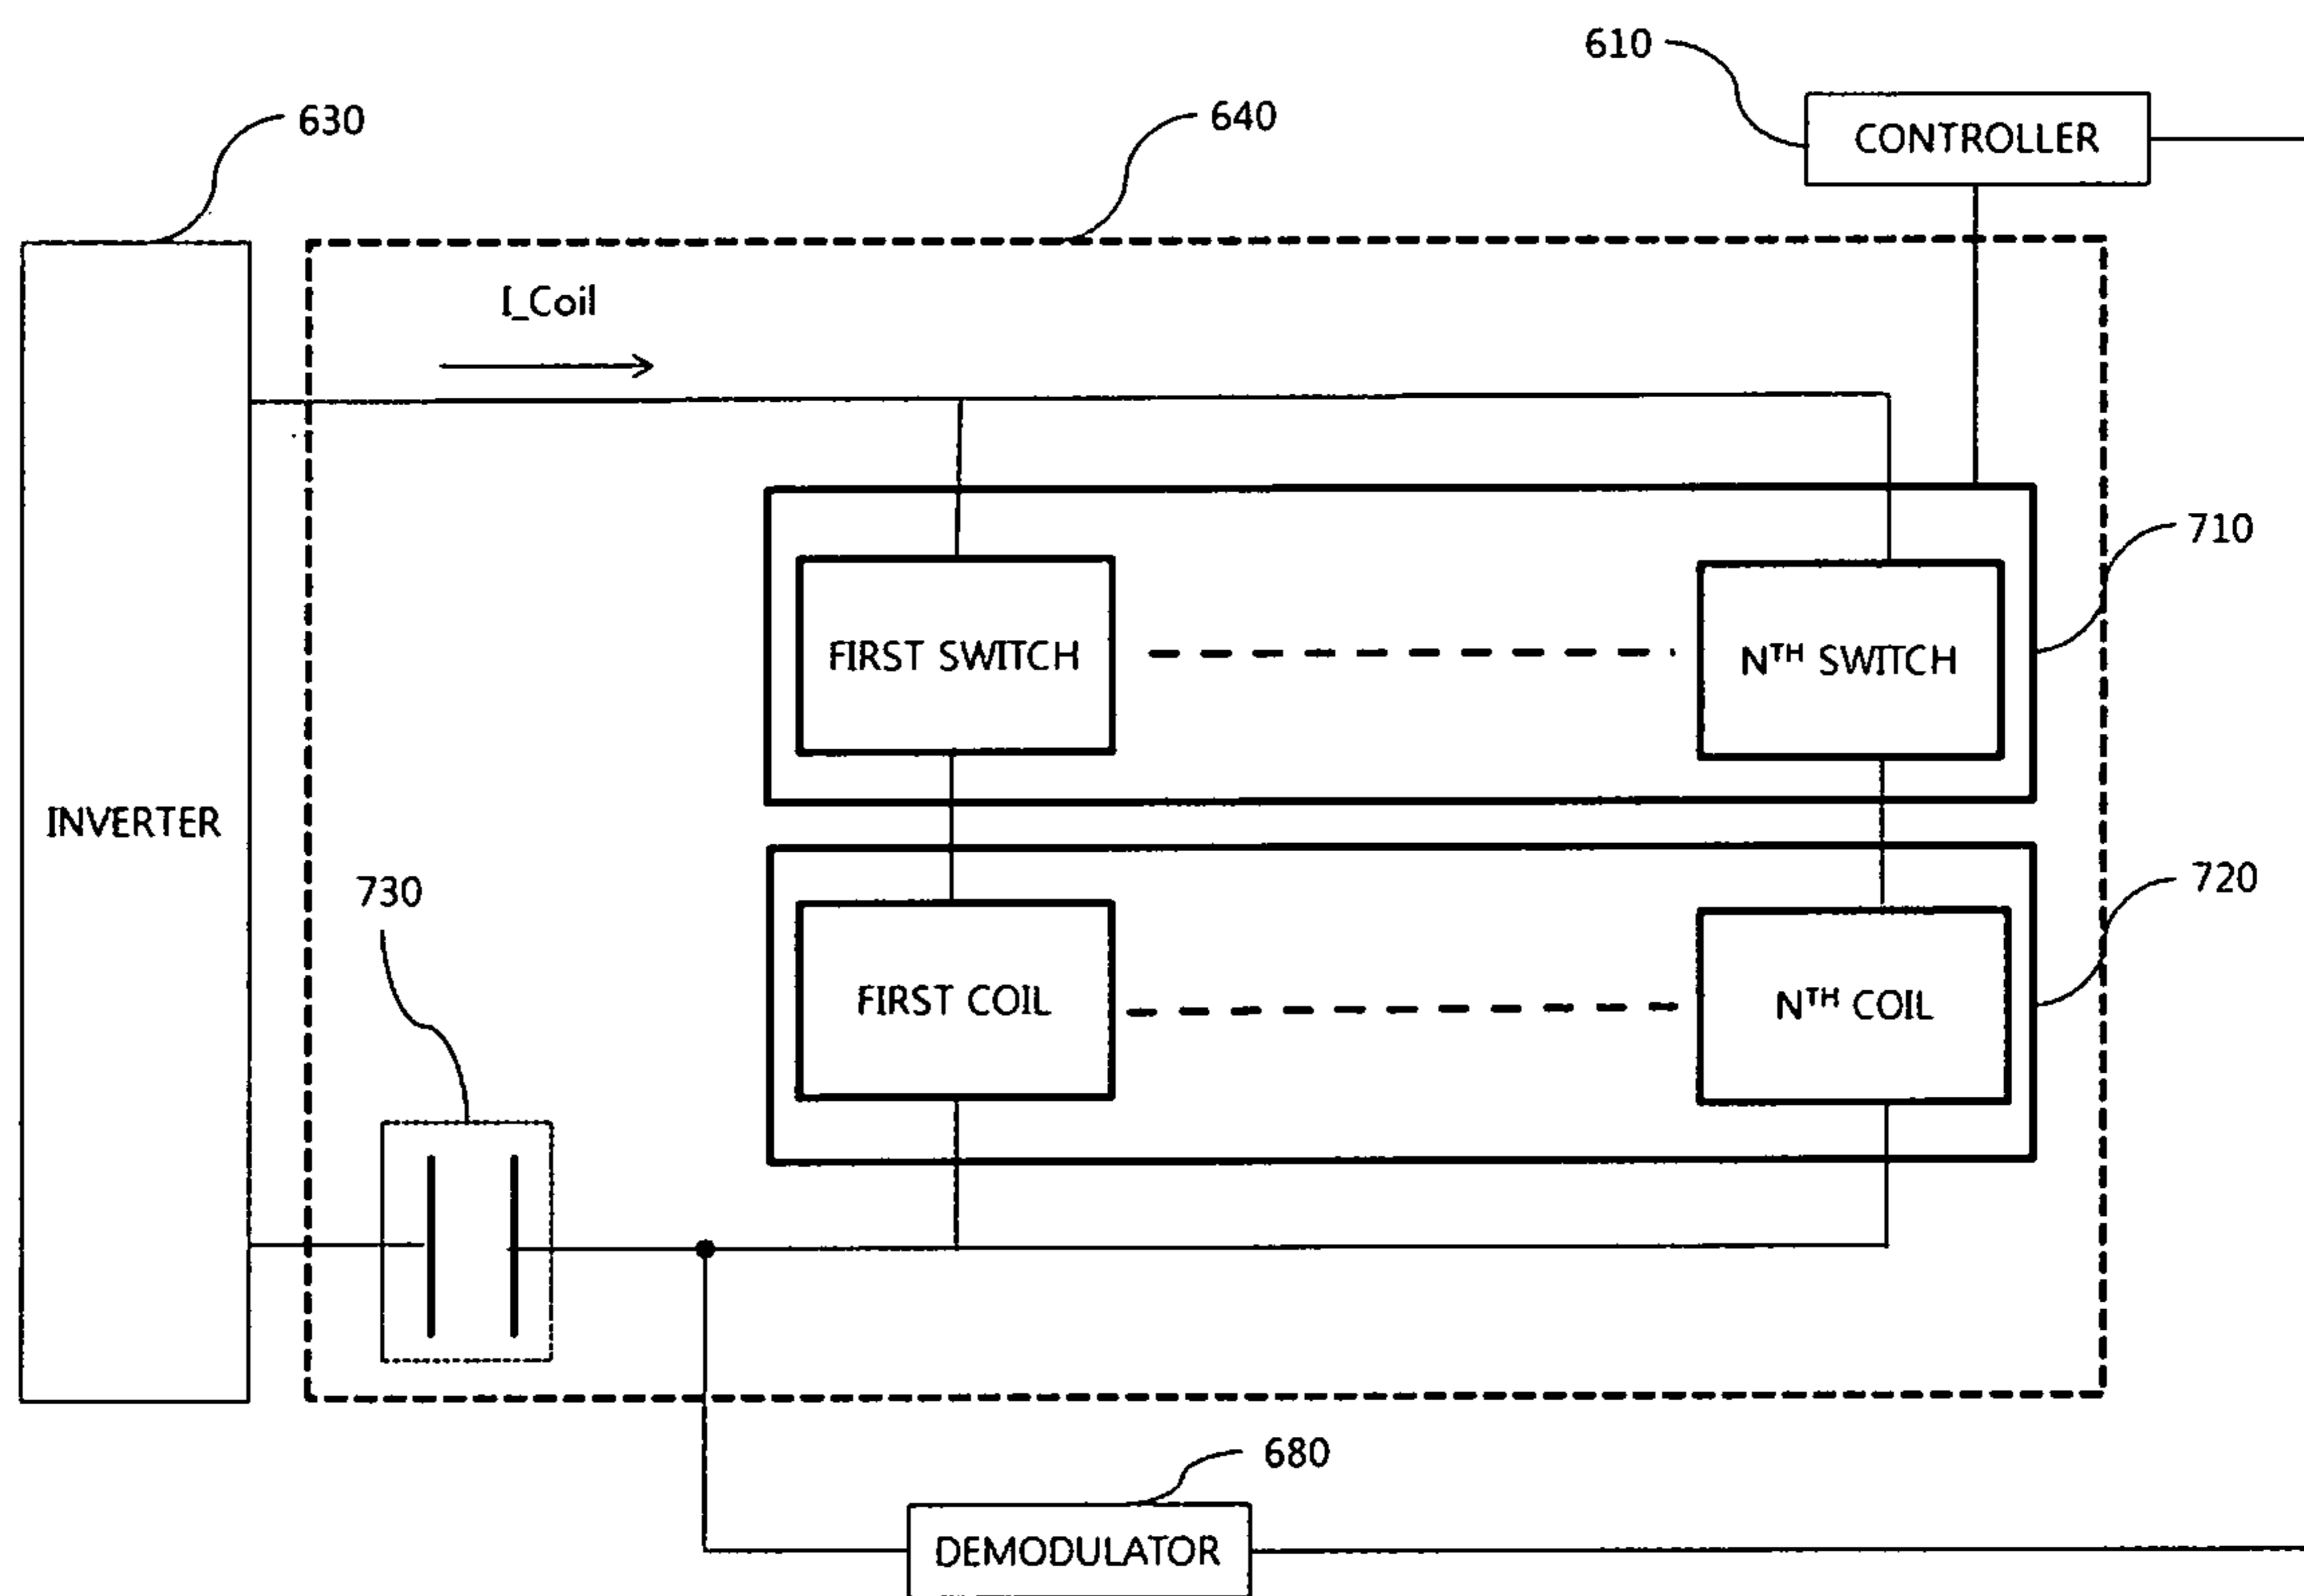 610
CONTROLLER
630
640
I_Coil
710
FIRST SWITCH
NTH SWITCH
INVERTER
730
720
FIRST COIL
NTH COIL
680
DEMODULATOR